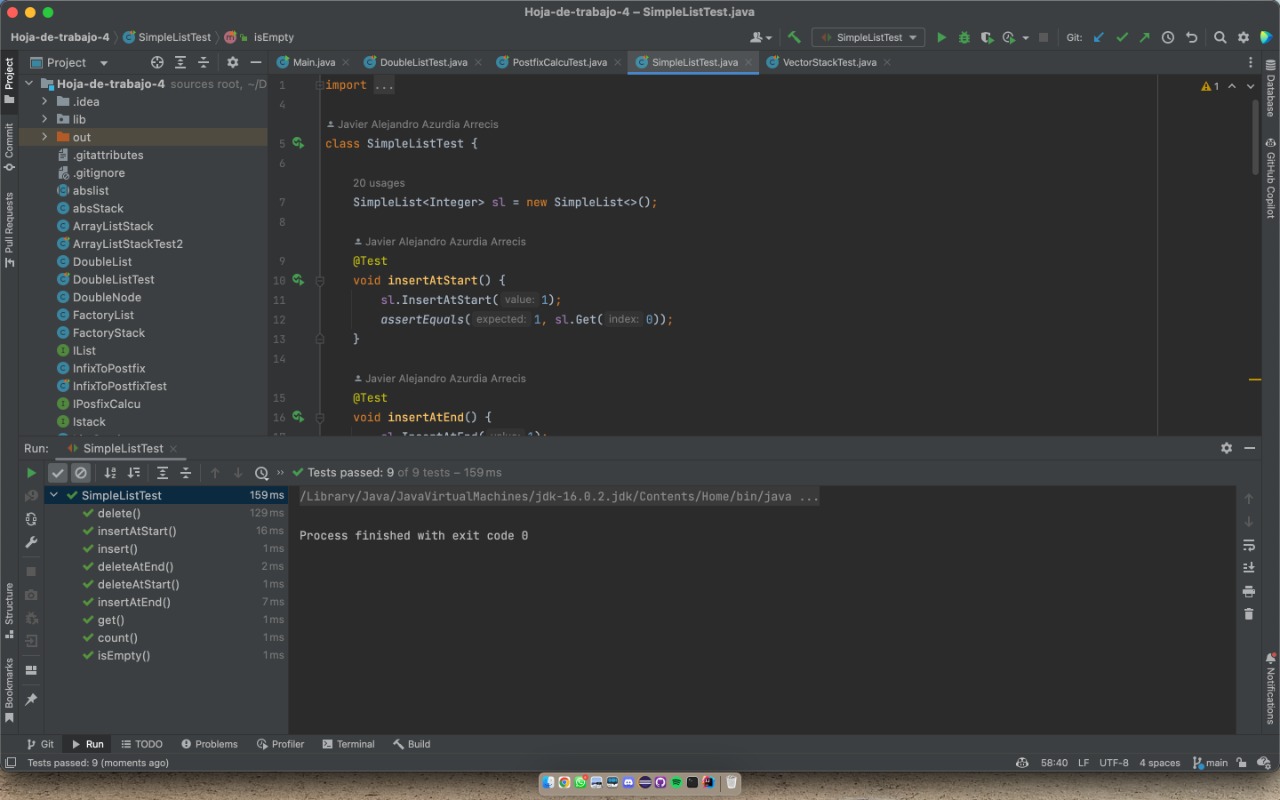 Hoja-de-trabajo-4 – SimpleListTest.java
Hoja-de-trabajo-4 SimpleListTest isEmpty
SimpleListTest
Git:
Project
Main.java
DoubleListTest.java
PostfixCalcuTest.java
SimpleListTest.java
VectorStackTest.java
Project
Commit
Pull Requests
Structure
Bookmarks
Hoja-de-trabajo-4 sources root, ~/D
.idea
lib
out
.gitattributes
.gitignore
abslist
absStack
ArrayListStack
ArrayListStackTest2
DoubleList
DoubleListTest
DoubleNode
FactoryList
FactoryStack
IList
InfixToPostfix
InfixToPostfixTest
IPosfixCalcu
Istack
1 import ...
4
Javier Alejandro Azurdia Arrecis
5 class SimpleListTest {
6
20 usages
7 SimpleList<Integer> sl = new SimpleList<>();
8
Javier Alejandro Azurdia Arrecis
9 @Test
10 void insertAtStart() {
11 sl.InsertAtStart( value: 1);
12 assertEquals( expected: 1, sl.Get( index: 0));
13 }
14
Javier Alejandro Azurdia Arrecis
15 @Test
16 void insertAtEnd() {
17 sl.InsertAtEnd( value: 1);
1
Database
GitHub Copilot
Notifications
Run: SimpleListTest
Tests passed: 9 of 9 tests – 159 ms
SimpleListTest 159 ms
delete() 129 ms
insertAtStart() 16 ms
insert() 1 ms
deleteAtEnd() 2 ms
deleteAtStart() 1 ms
insertAtEnd() 7 ms
get() 1 ms
count() 1 ms
isEmpty() 1 ms
/Library/Java/JavaVirtualMachines/jdk-16.0.2.jdk/Contents/Home/bin/java ...
Process finished with exit code 0
Git Run TODO Problems Profiler Terminal Build
Tests passed: 9 (moments ago)
58:40 LF UTF-8 4 spaces main